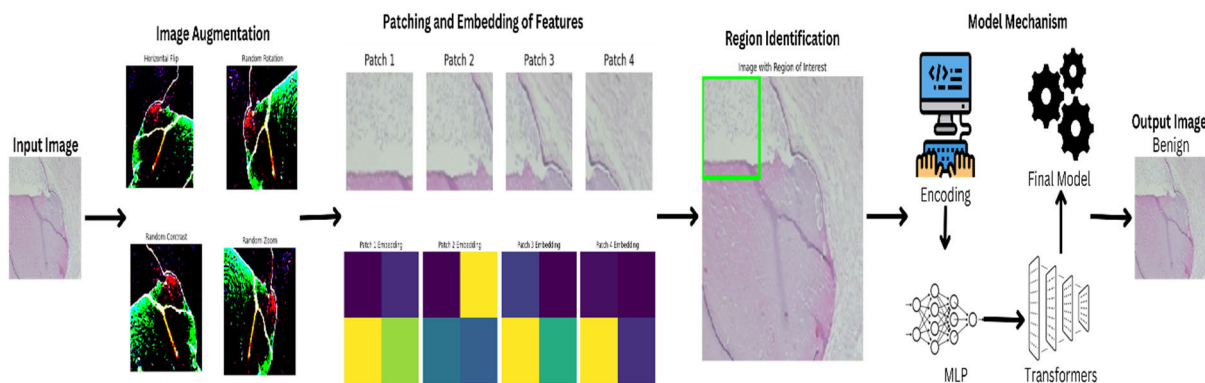 Input Image
Image Augmentation
Horizontal Flip
Random Rotation
Random Contrast
Random Zoom
Patching and Embedding of Features
Patch 1
Patch 2
Patch 3
Patch 4
Patch 1 Embedding
Patch 2 Embedding
Patch 3 Embedding
Patch 4 Embedding
Region Identification
Image with Region of Interest
Model Mechanism
</>
Encoding
Final Model
MLP
Transformers
Output Image
Benign